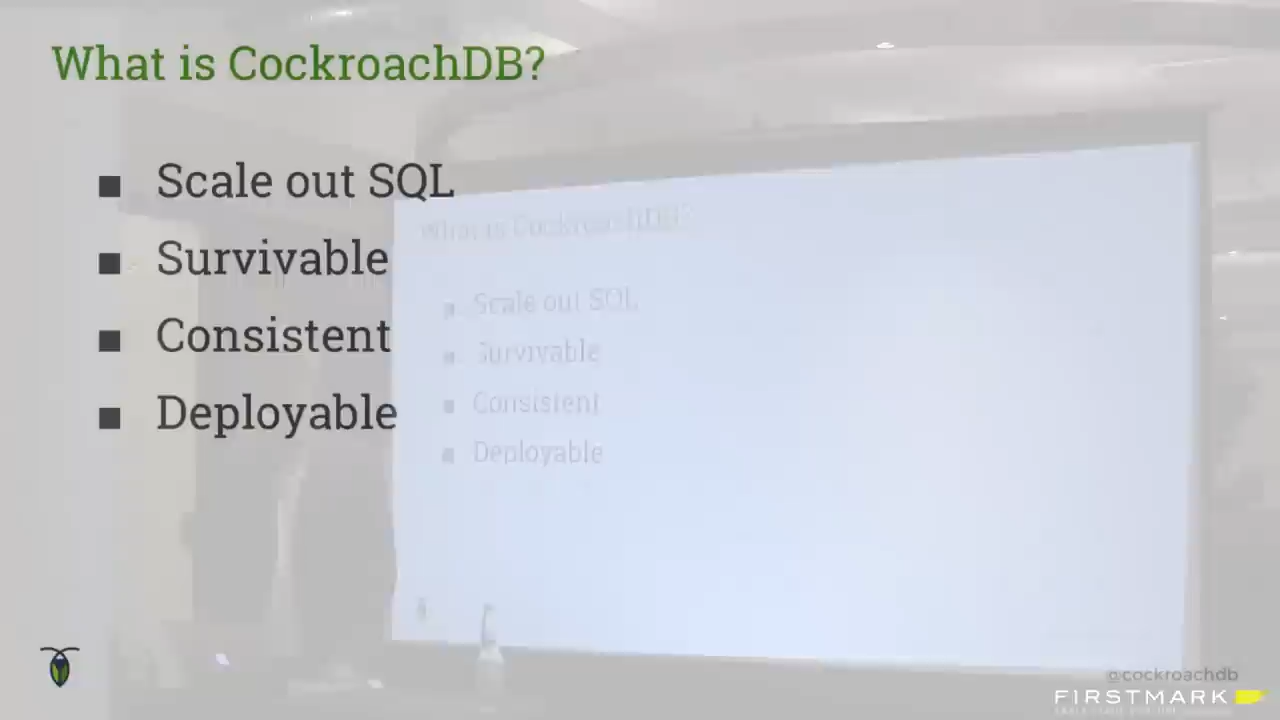 What is CockroachDB?
■ Scale out SQL
■ Survivable
■ Consistent
■ Deployable
What is CockroachDB?
■ Scale out SQL
■ Survivable
■ Consistent
■ Deployable
@cockroachdb
FIRSTMARK